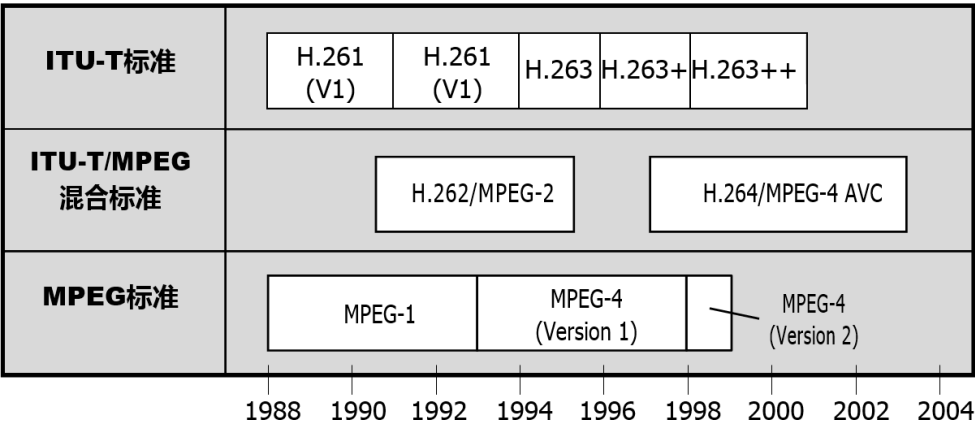 ITU-T标准
H.261
(V1)
H.261
(V1)
H.263
H.263+
H.263++
ITU-T/MPEG
混合标准
H.262/MPEG-2
H.264/MPEG-4 AVC
MPEG标准
MPEG-1
MPEG-4
(Version 1)
MPEG-4
(Version 2)
1988 1990 1992 1994 1996 1998 2000 2002 2004